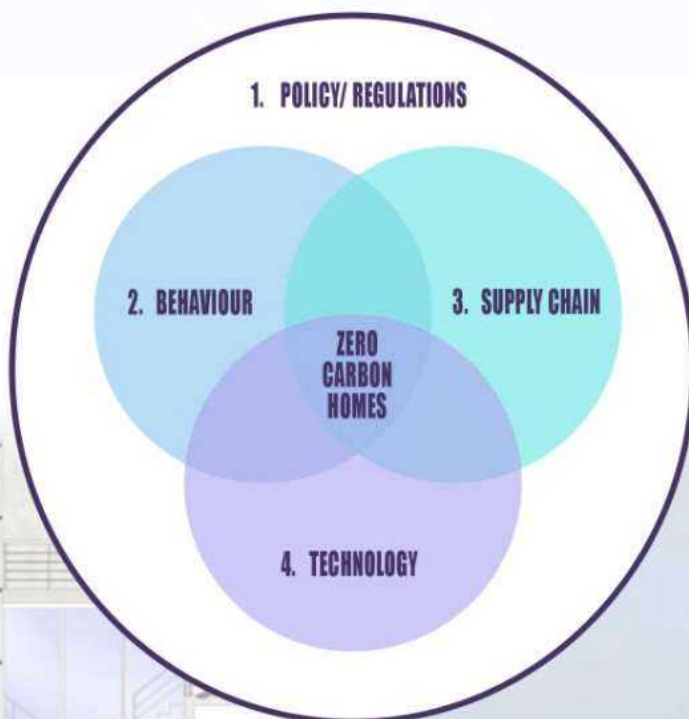 1. POLICY/ REGULATIONS
2. BEHAVIOUR
3. SUPPLY CHAIN
ZERO
CARBON
HOMES
4. TECHNOLOGY